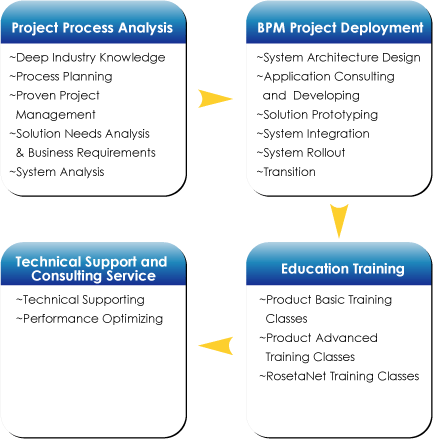 Project Process Analysis
~Deep Industry Knowledge
~Process Planning
~Proven Project
Management
~Solution Needs Analysis
& Business Requirements
~System Analysis
BPM Project Deployment
~System Architecture Design
~Application Consulting
and Developing
~Solution Prototyping
~System Integration
~System Rollout
~Transition
Education Training
~Product Basic Training
Classes
~Product Advanced
Training Classes
~RosetaNet Training Classes
Technical Support and
Consulting Service
~Technical Supporting
~Performance Optimizing